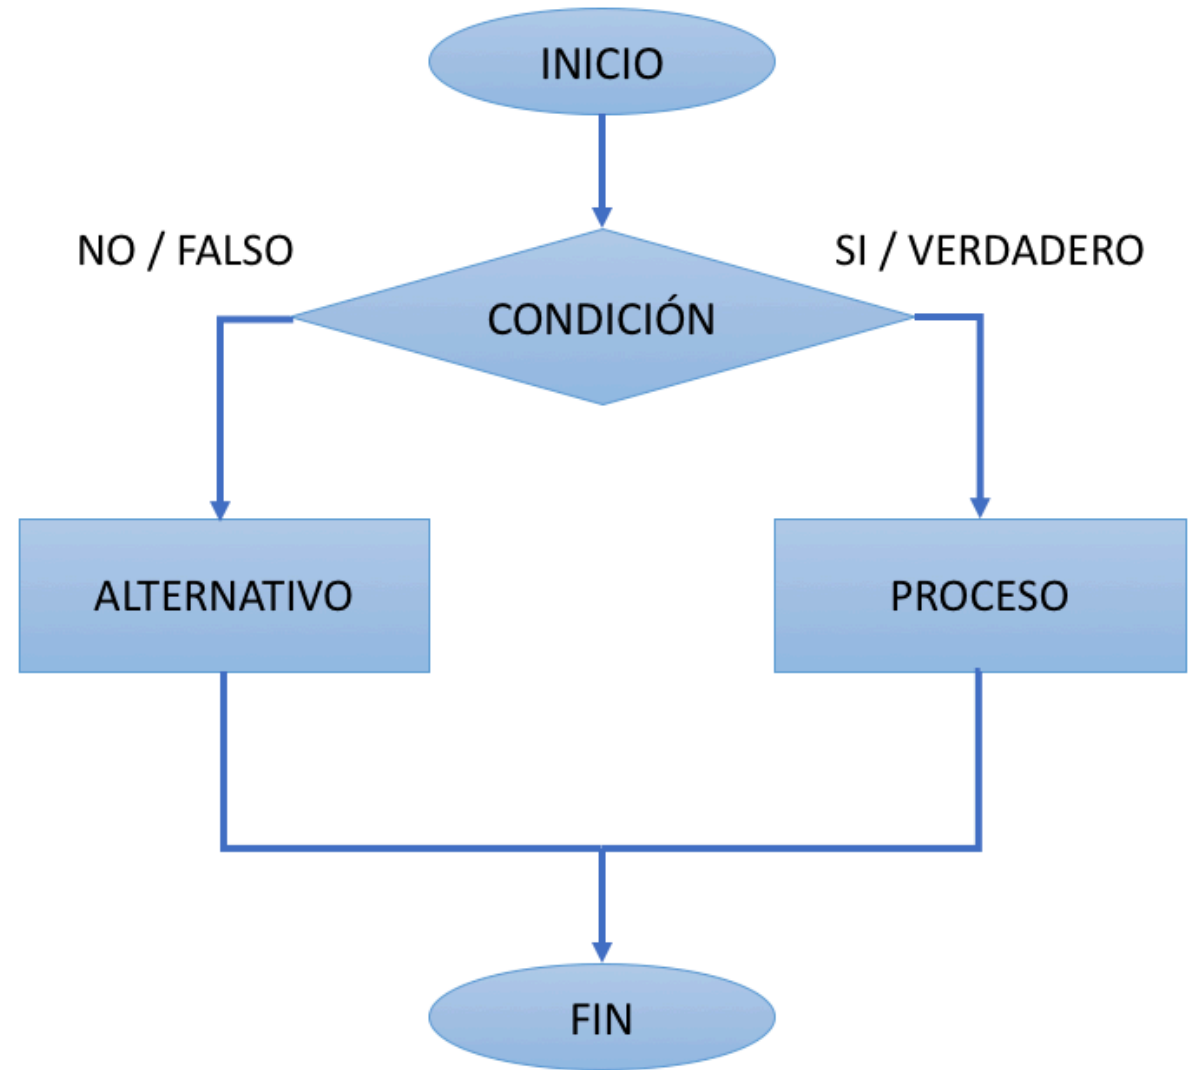 INICIO
NO / FALSO
SI / VERDADERO
CONDICIÓN
ALTERNATIVO
PROCESO
FIN